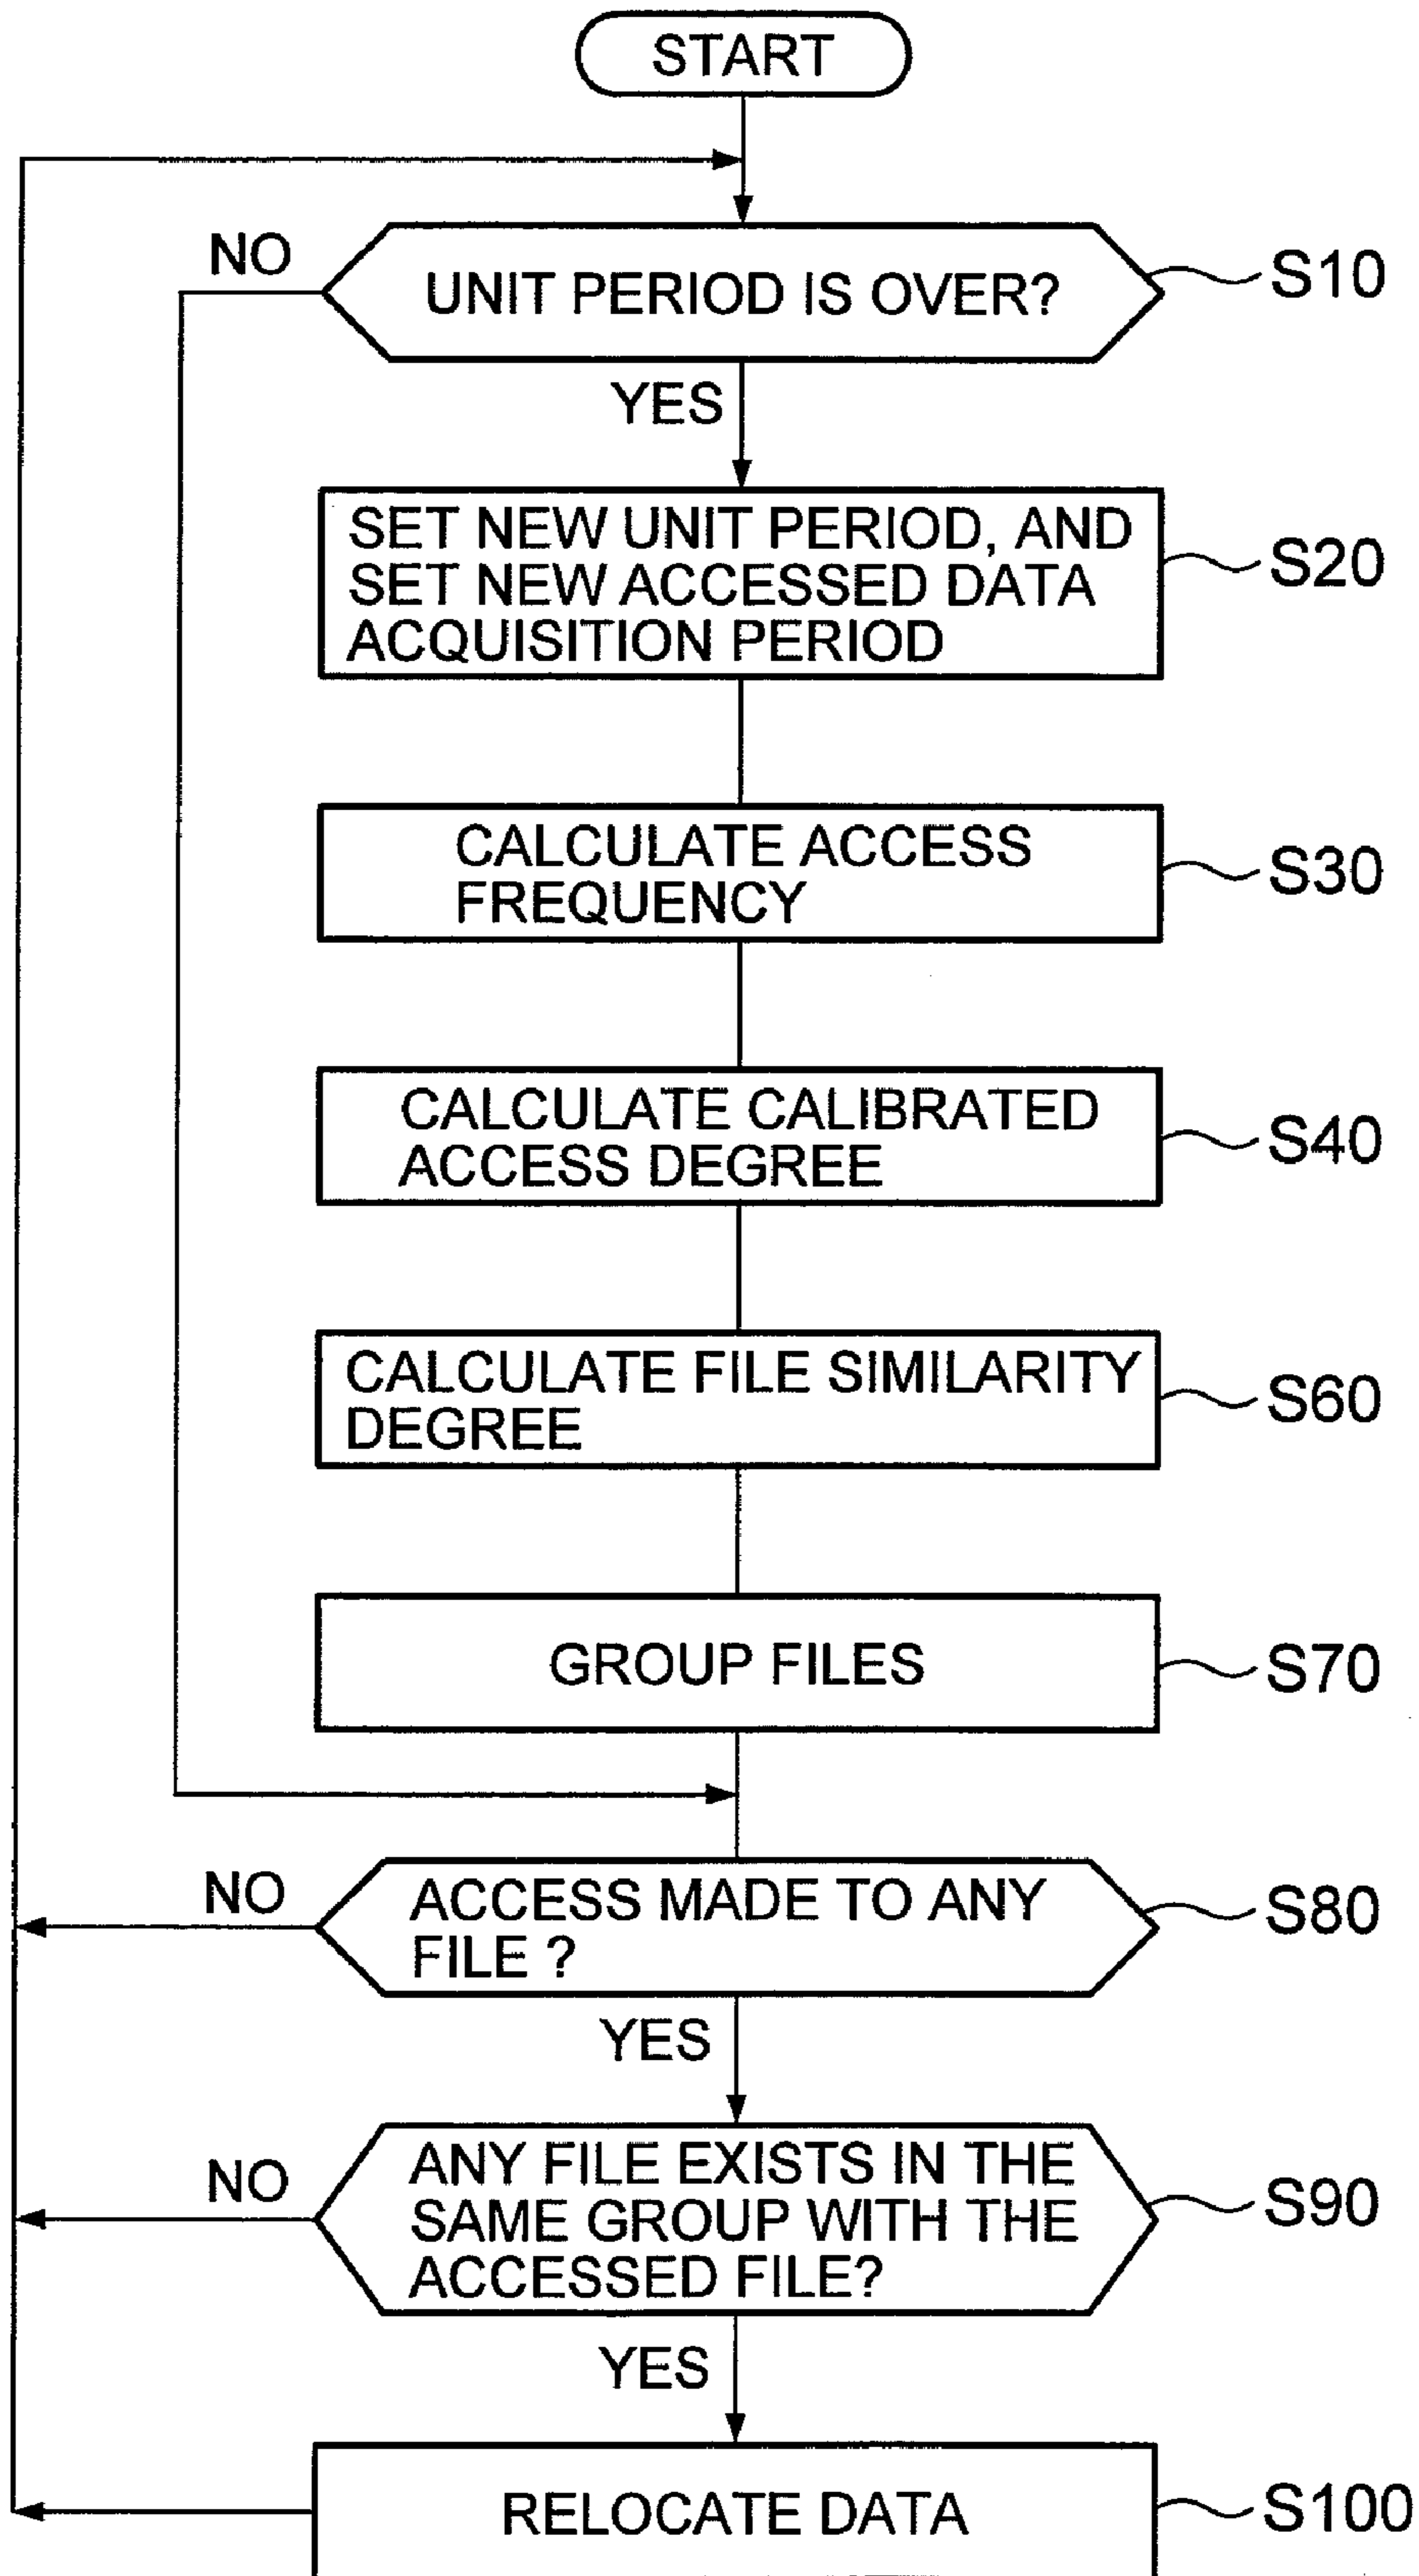 START
NO
UNIT PERIOD IS OVER?
S10
YES
SET NEW UNIT PERIOD, AND
SET NEW ACCESSED DATA
ACQUISITION PERIOD
S20
CALCULATE ACCESS
FREQUENCY
S30
CALCULATE CALIBRATED
ACCESS DEGREE
S40
CALCULATE FILE SIMILARITY
DEGREE
S60
GROUP FILES
S70
NO
ACCESS MADE TO ANY
FILE ?
S80
YES
NO
ANY FILE EXISTS IN THE
SAME GROUP WITH THE
ACCESSED FILE?
S90
YES
RELOCATE DATA
S100